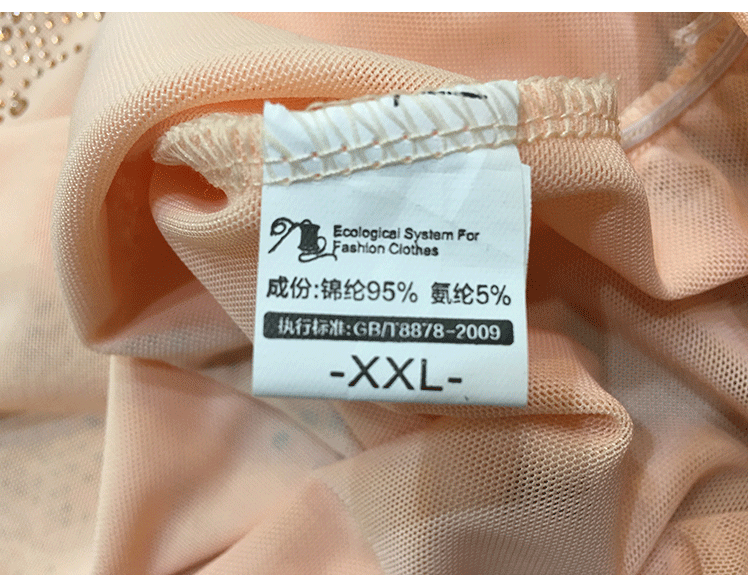 Ecological System For
Fashion Clothes
成份:锦纶95% 氨纶5%
执行标准:GB/T8878-2009
-XXL-